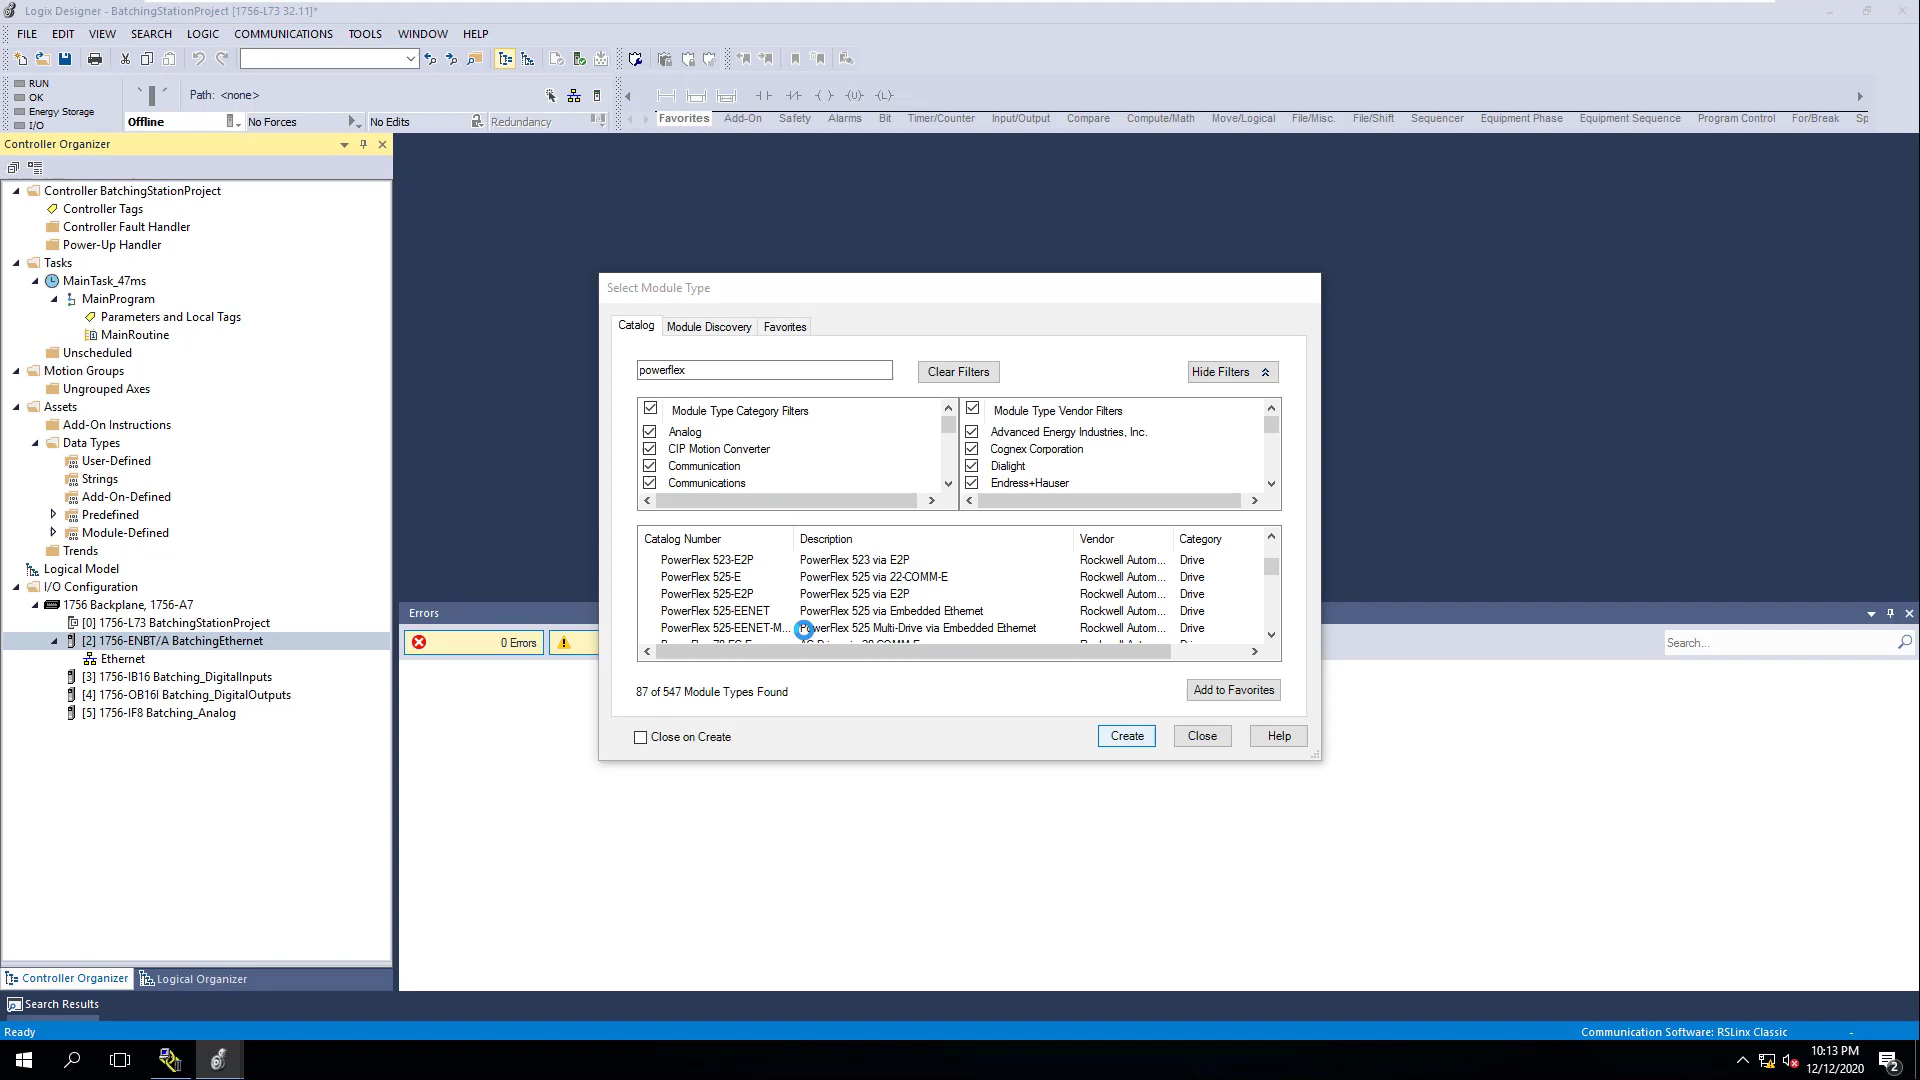 Logix Designer - BatchingStationProject [1756-L73 32.11]*
FILE EDIT VIEW SEARCH LOGIC COMMUNICATIONS TOOLS WINDOW HELP
RUN
OK
Energy Storage
I/O
Path: <none>
Offline No Forces No Edits Redundancy
Favorites Add-On Safety Alarms Bit Timer/Counter Input/Output Compare Compute/Math Move/Logical File/Misc. File/Shift Sequencer Equipment Phase Equipment Sequence Program Control For/Break Sp
Controller Organizer
Controller BatchingStationProject
Controller Tags
Controller Fault Handler
Power-Up Handler
Tasks
MainTask_47ms
MainProgram
Parameters and Local Tags
MainRoutine
Unscheduled
Motion Groups
Ungrouped Axes
Assets
Add-On Instructions
Data Types
User-Defined
Strings
Add-On-Defined
Predefined
Module-Defined
Trends
Logical Model
I/O Configuration
1756 Backplane, 1756-A7
[0] 1756-L73 BatchingStationProject
[2] 1756-ENBT/A BatchingEthernet
Ethernet
[3] 1756-IB16 Batching_DigitalInputs
[4] 1756-OB16I Batching_DigitalOutputs
[5] 1756-IF8 Batching_Analog
Controller Organizer Logical Organizer
Select Module Type
Catalog Module Discovery Favorites
powerflex
Clear Filters
Hide Filters
Module Type Category Filters
Analog
CIP Motion Converter
Communication
Communications
Module Type Vendor Filters
Advanced Energy Industries, Inc.
Cognex Corporation
Dialight
Endress+Hauser
Catalog Number Description Vendor Category
PowerFlex 523-E2P PowerFlex 523 via E2P Rockwell Autom... Drive
PowerFlex 525-E PowerFlex 525 via 22-COMM-E Rockwell Autom... Drive
PowerFlex 525-E2P PowerFlex 525 via E2P Rockwell Autom... Drive
PowerFlex 525-EENET PowerFlex 525 via Embedded Ethernet Rockwell Autom... Drive
PowerFlex 525-EENET-M... PowerFlex 525 Multi-Drive via Embedded Ethernet Rockwell Autom... Drive
87 of 547 Module Types Found
Add to Favorites
Close on Create
Create Close Help
Errors
0 Errors
Search...
Search Results
Ready
Communication Software: RSLinx Classic
10:13 PM
12/12/2020
2